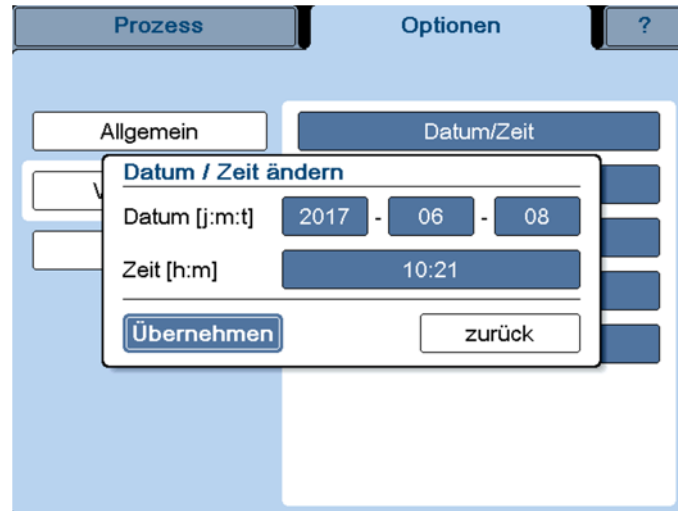 Prozess Optionen ?
Allgemein Datum/Zeit
Datum / Zeit ändern
Datum [j:m:t] 2017 - 06 - 08
Zeit [h:m] 10:21
Übernehmen zurück